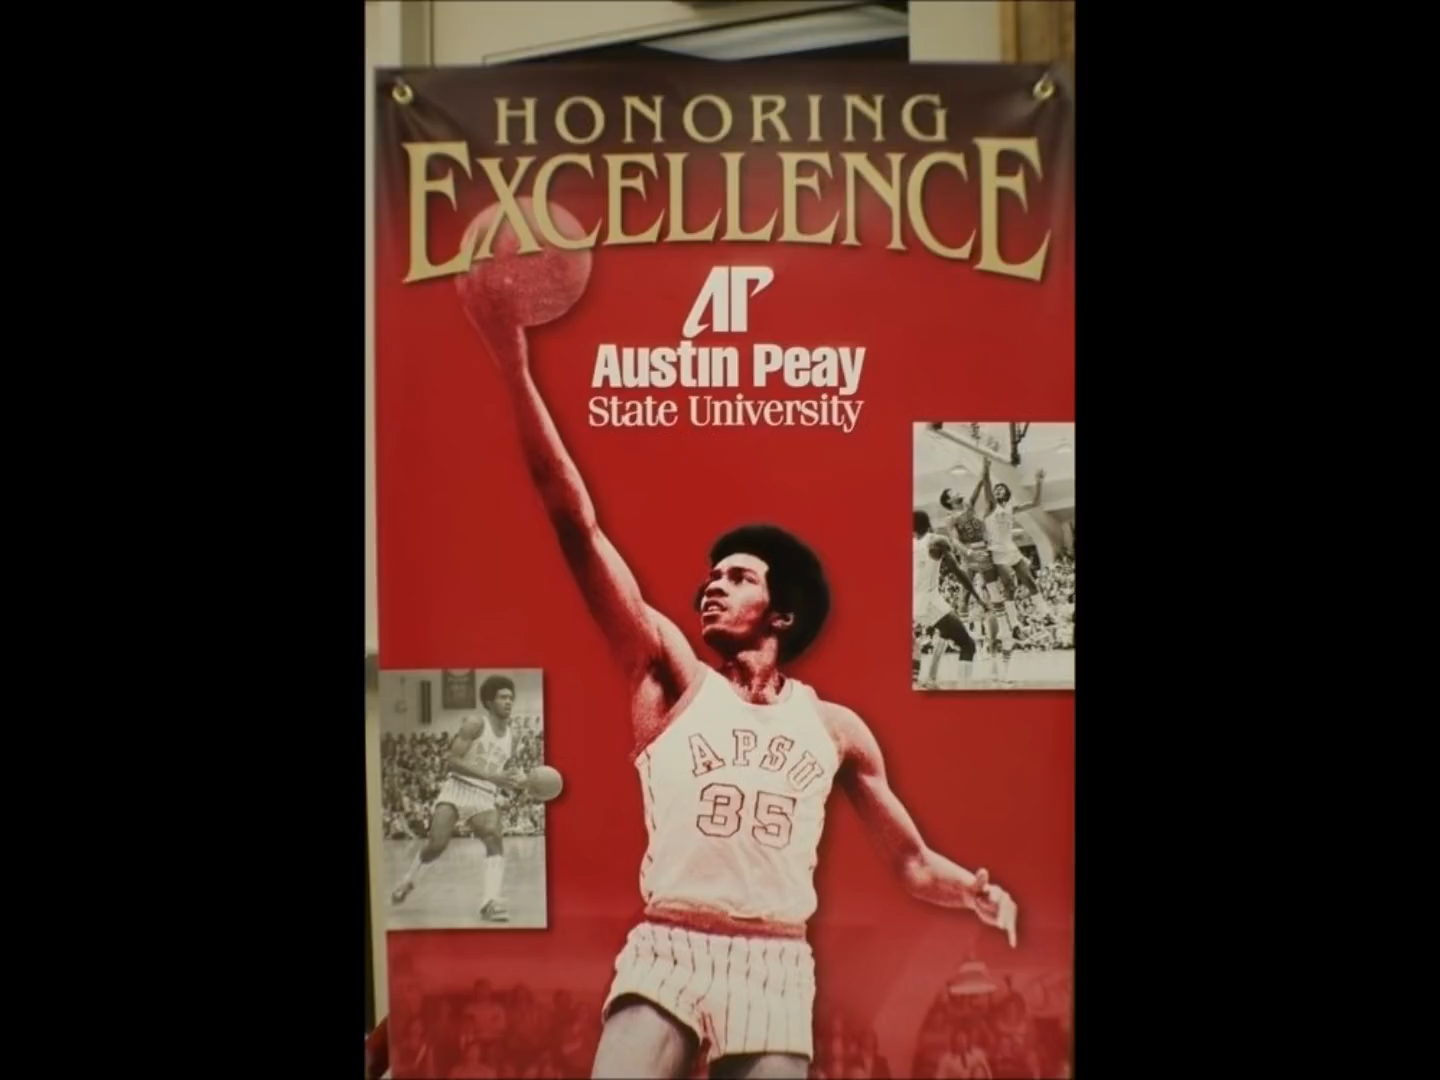 HONORING
EXCELLENCE
AP
Austin Peay
State University
APSU
35